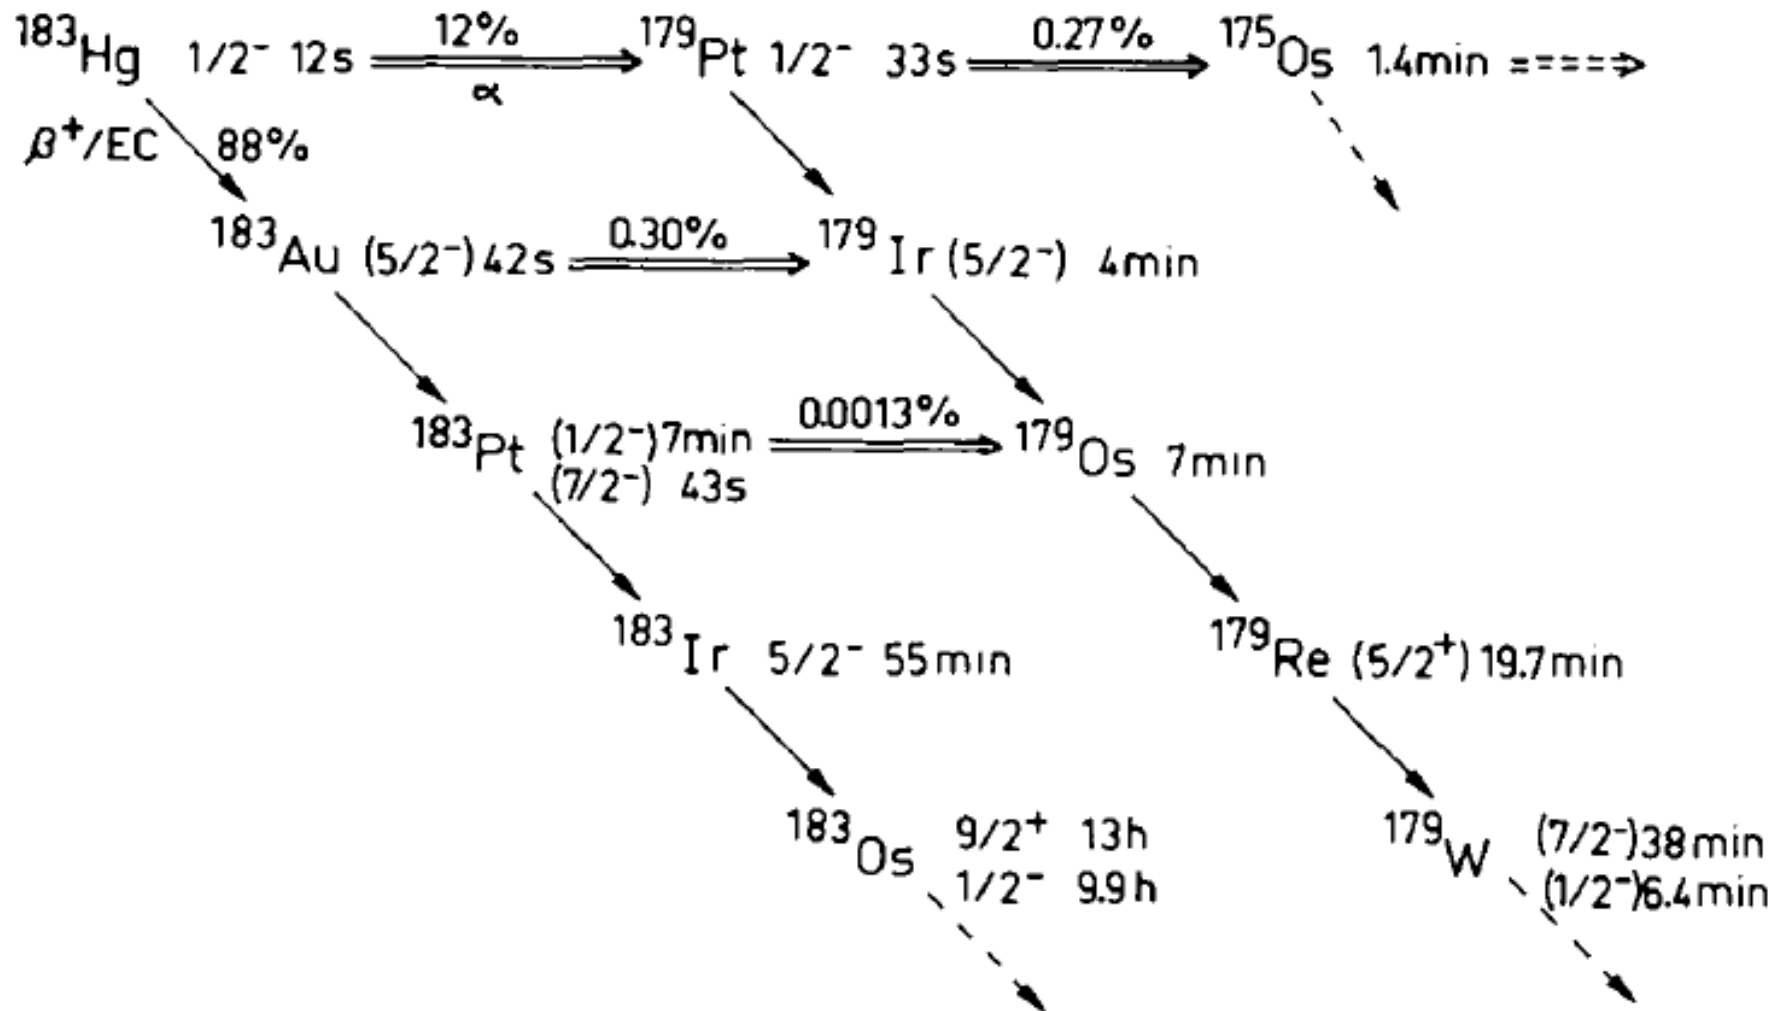 12% 0.27%
¹⁸³Hg 1/2⁻ 12s ¹⁷⁹Pt 1/2⁻ 33s ¹⁷⁵Os 1.4min
α
β⁺/EC 88%
0.30%
¹⁸³Au (5/2⁻) 42s ¹⁷⁹Ir (5/2⁻) 4min
0.0013%
¹⁸³Pt (1/2⁻) 7min ¹⁷⁹Os 7min
(7/2⁻) 43s
¹⁸³Ir 5/2⁻ 55min ¹⁷⁹Re (5/2⁺) 19.7min
¹⁸³Os 9/2⁺ 13h ¹⁷⁹W (7/2⁻) 38min
1/2⁻ 9.9h (1/2⁻) 6.4min